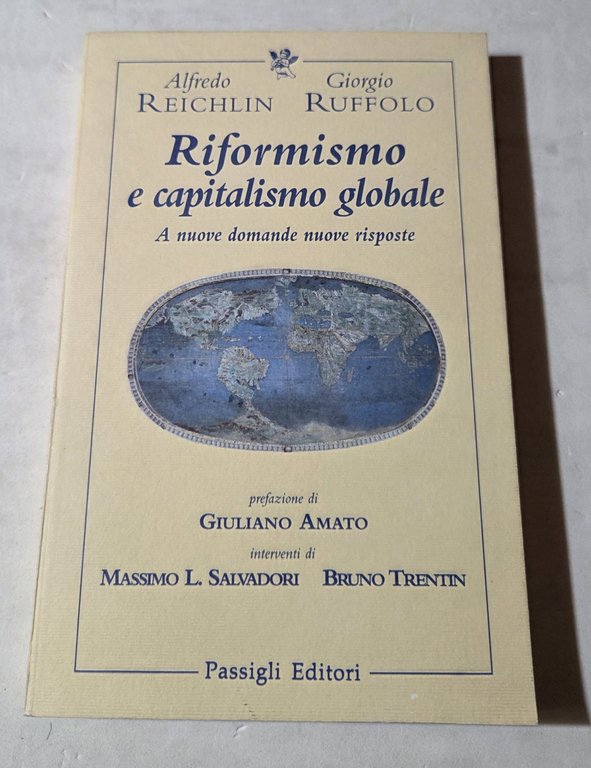 Alfredo Giorgio
REICHLIN RUFFOLO
Riformismo
e capitalismo globale
A nuove domande nuove risposte
prefazione di
GIULIANO AMATO
interventi di
MASSIMO L. SALVADORI BRUNO TRENTIN
Passigli Editori